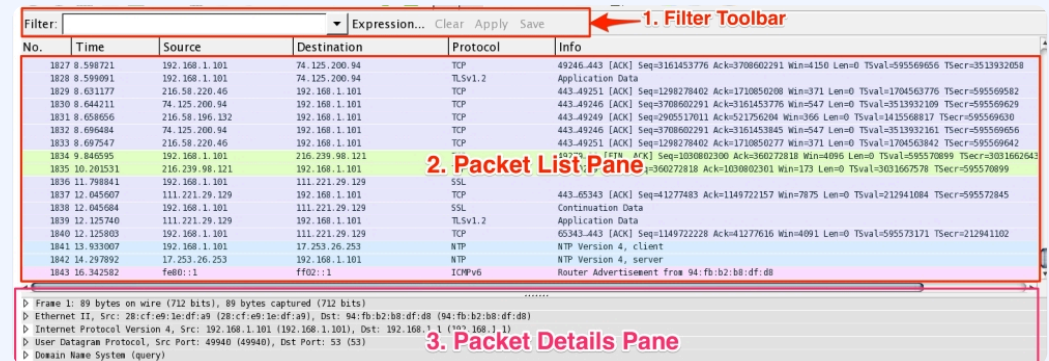 Filter: Expression... Clear Apply Save 1. Filter Toolbar
No. Time Source Destination Protocol Info
1827 8.598721 192.168.1.101 74.125.200.94 TCP 49246→443 [ACK] Seq=3161453776 Ack=3708602291 Win=4150 Len=0 TSval=595569656 TSecr=3513932058
1828 8.599091 192.168.1.101 74.125.200.94 TLSv1.2 Application Data
1829 8.631177 216.58.220.46 192.168.1.101 TCP 443→49251 [ACK] Seq=1298278402 Ack=1710850208 Win=371 Len=0 TSval=1704563776 TSecr=595569582
1830 8.644211 74.125.200.94 192.168.1.101 TCP 443→49246 [ACK] Seq=3708602291 Ack=3161453776 Win=547 Len=0 TSval=3513932109 TSecr=595569629
1831 8.658656 216.58.196.132 192.168.1.101 TCP 443→49249 [ACK] Seq=2905517011 Ack=521756204 Win=366 Len=0 TSval=1415568817 TSecr=595569630
1832 8.696484 74.125.200.94 192.168.1.101 TCP 443→49246 [ACK] Seq=3708602291 Ack=3161453845 Win=547 Len=0 TSval=3513932161 TSecr=595569656
1833 8.697547 216.58.220.46 192.168.1.101 TCP 443→49251 [ACK] Seq=1298278402 Ack=1710850277 Win=371 Len=0 TSval=1704563842 TSecr=595569642
1834 9.846595 192.168.1.101 216.239.98.121 [FIN, ACK] Seq=1030802300 Ack=360272818 Win=4096 Len=0 TSval=595570899 TSecr=3031662643
2. Packet List Pane
1835 10.201531 216.239.98.121 192.168.1.101 =360272818 Ack=1030802301 Win=173 Len=0 TSval=3031667578 TSecr=595570899
1836 11.798841 192.168.1.101 111.221.29.129 SSL
1837 12.045607 111.221.29.129 192.168.1.101 TCP 443→65343 [ACK] Seq=41277483 Ack=1149722157 Win=7875 Len=0 TSval=212941084 TSecr=595572845
1838 12.045684 192.168.1.101 111.221.29.129 SSL Continuation Data
1839 12.125740 111.221.29.129 192.168.1.101 TLSv1.2 Application Data
1840 12.125803 192.168.1.101 111.221.29.129 TCP 65343→443 [ACK] Seq=1149722228 Ack=41277616 Win=4091 Len=0 TSval=595573171 TSecr=212941102
1841 13.933007 192.168.1.101 17.253.26.253 NTP NTP Version 4, client
1842 14.297892 17.253.26.253 192.168.1.101 NTP NTP Version 4, server
1843 16.342582 fe80::1 ff02::1 ICMPv6 Router Advertisement from 94:fb:b2:b8:df:d8
Frame 1: 89 bytes on wire (712 bits), 89 bytes captured (712 bits)
Ethernet II, Src: 28:cf:e9:1e:df:a9 (28:cf:e9:1e:df:a9), Dst: 94:fb:b2:b8:df:d8 (94:fb:b2:b8:df:d8)
Internet Protocol Version 4, Src: 192.168.1.101 (192.168.1.101), Dst: 192.168.1.1 (192.168.1.1)
User Datagram Protocol, Src Port: 49940 (49940), Dst Port: 53 (53)
3. Packet Details Pane
Domain Name System (query)